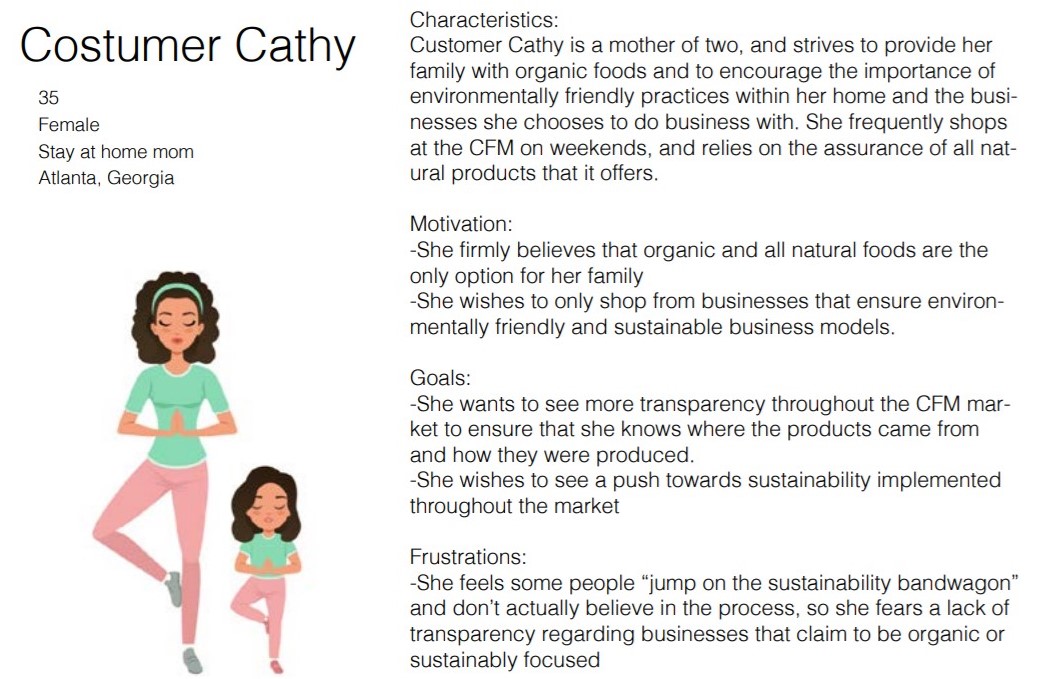 Costumer Cathy
35
Female
Stay at home mom
Atlanta, Georgia
Characteristics:
Customer Cathy is a mother of two, and strives to provide her
family with organic foods and to encourage the importance of
environmentally friendly practices within her home and the busi-
nesses she chooses to do business with. She frequently shops
at the CFM on weekends, and relies on the assurance of all nat-
ural products that it offers.
Motivation:
-She firmly believes that organic and all natural foods are the
only option for her family
-She wishes to only shop from businesses that ensure environ-
mentally friendly and sustainable business models.
Goals:
-She wants to see more transparency throughout the CFM mar-
ket to ensure that she knows where the products came from
and how they were produced.
-She wishes to see a push towards sustainability implemented
throughout the market
Frustrations:
-She feels some people “jump on the sustainability bandwagon”
and don’t actually believe in the process, so she fears a lack of
transparency regarding businesses that claim to be organic or
sustainably focused